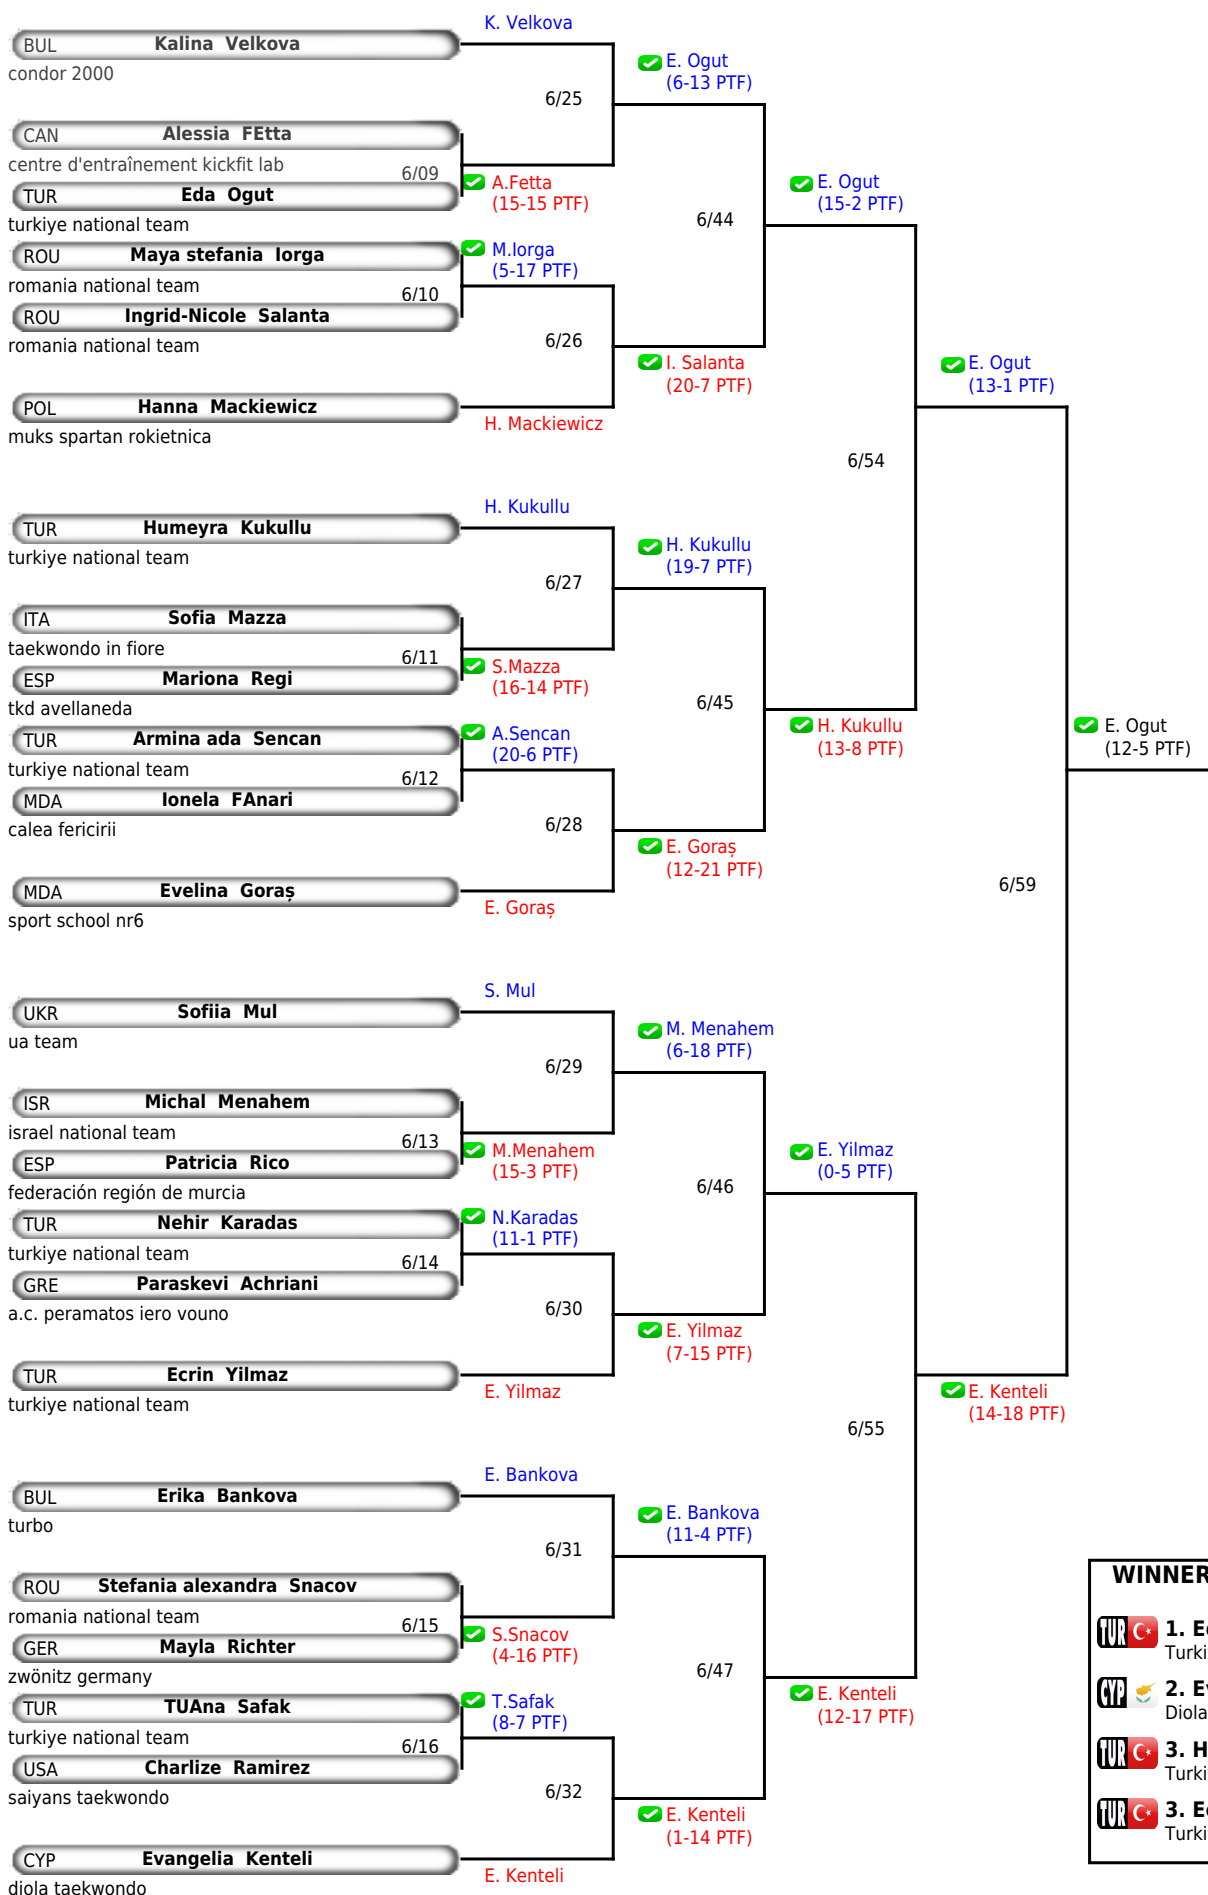 K. Velkova
BUL Kalina Velkova
condor 2000
E. Ogut
(6-13 PTF)
6/25
CAN Alessia FEtta
centre d'entraînement kickfit lab
6/09
A.Fetta
(15-15 PTF)
TUR Eda Ogut
turkiye national team
E. Ogut
(15-2 PTF)
6/44
ROU Maya stefania Iorga
romania national team
M.Iorga
(5-17 PTF)
6/10
ROU Ingrid-Nicole Salanta
romania national team
6/26
I. Salanta
(20-7 PTF)
E. Ogut
(13-1 PTF)
POL Hanna Mackiewicz
muks spartan rokietnica
H. Mackiewicz
6/54
H. Kukullu
TUR Humeyra Kukullu
turkiye national team
H. Kukullu
(19-7 PTF)
6/27
ITA Sofia Mazza
taekwondo in fiore
6/11
S.Mazza
(16-14 PTF)
ESP Mariona Regi
tkd avellaneda
6/45
TUR Armina ada Sencan
turkiye national team
A.Sencan
(20-6 PTF)
H. Kukullu
(13-8 PTF)
E. Ogut
(12-5 PTF)
6/12
MDA Ionela FAnari
calea fericirii
6/28
E. Goraș
(12-21 PTF)
MDA Evelina Goraș
sport school nr6
E. Goraș
6/59
S. Mul
UKR Sofiia Mul
ua team
M. Menahem
(6-18 PTF)
6/29
ISR Michal Menahem
israel national team
6/13
M.Menahem
(15-3 PTF)
ESP Patricia Rico
federación región de murcia
E. Yilmaz
(0-5 PTF)
6/46
TUR Nehir Karadas
turkiye national team
N.Karadas
(11-1 PTF)
6/14
GRE Paraskevi Achriani
a.c. peramatos iero vouno
6/30
E. Yilmaz
(7-15 PTF)
TUR Ecrin Yilmaz
turkiye national team
E. Yilmaz
E. Kenteli
(14-18 PTF)
6/55
E. Bankova
BUL Erika Bankova
turbo
E. Bankova
(11-4 PTF)
6/31
ROU Stefania alexandra Snacov
romania national team
6/15
S.Snacov
(4-16 PTF)
GER Mayla Richter
zwönitz germany
6/47
TUR TUAna Safak
turkiye national team
T.Safak
(8-7 PTF)
E. Kenteli
(12-17 PTF)
6/16
USA Charlize Ramirez
saiyans taekwondo
6/32
E. Kenteli
(1-14 PTF)
CYP Evangelia Kenteli
diola taekwondo
E. Kenteli
WINNER
TUR 1. E
Turki
CYP 2. E
Diola
TUR 3. H
Turki
TUR 3. E
Turki